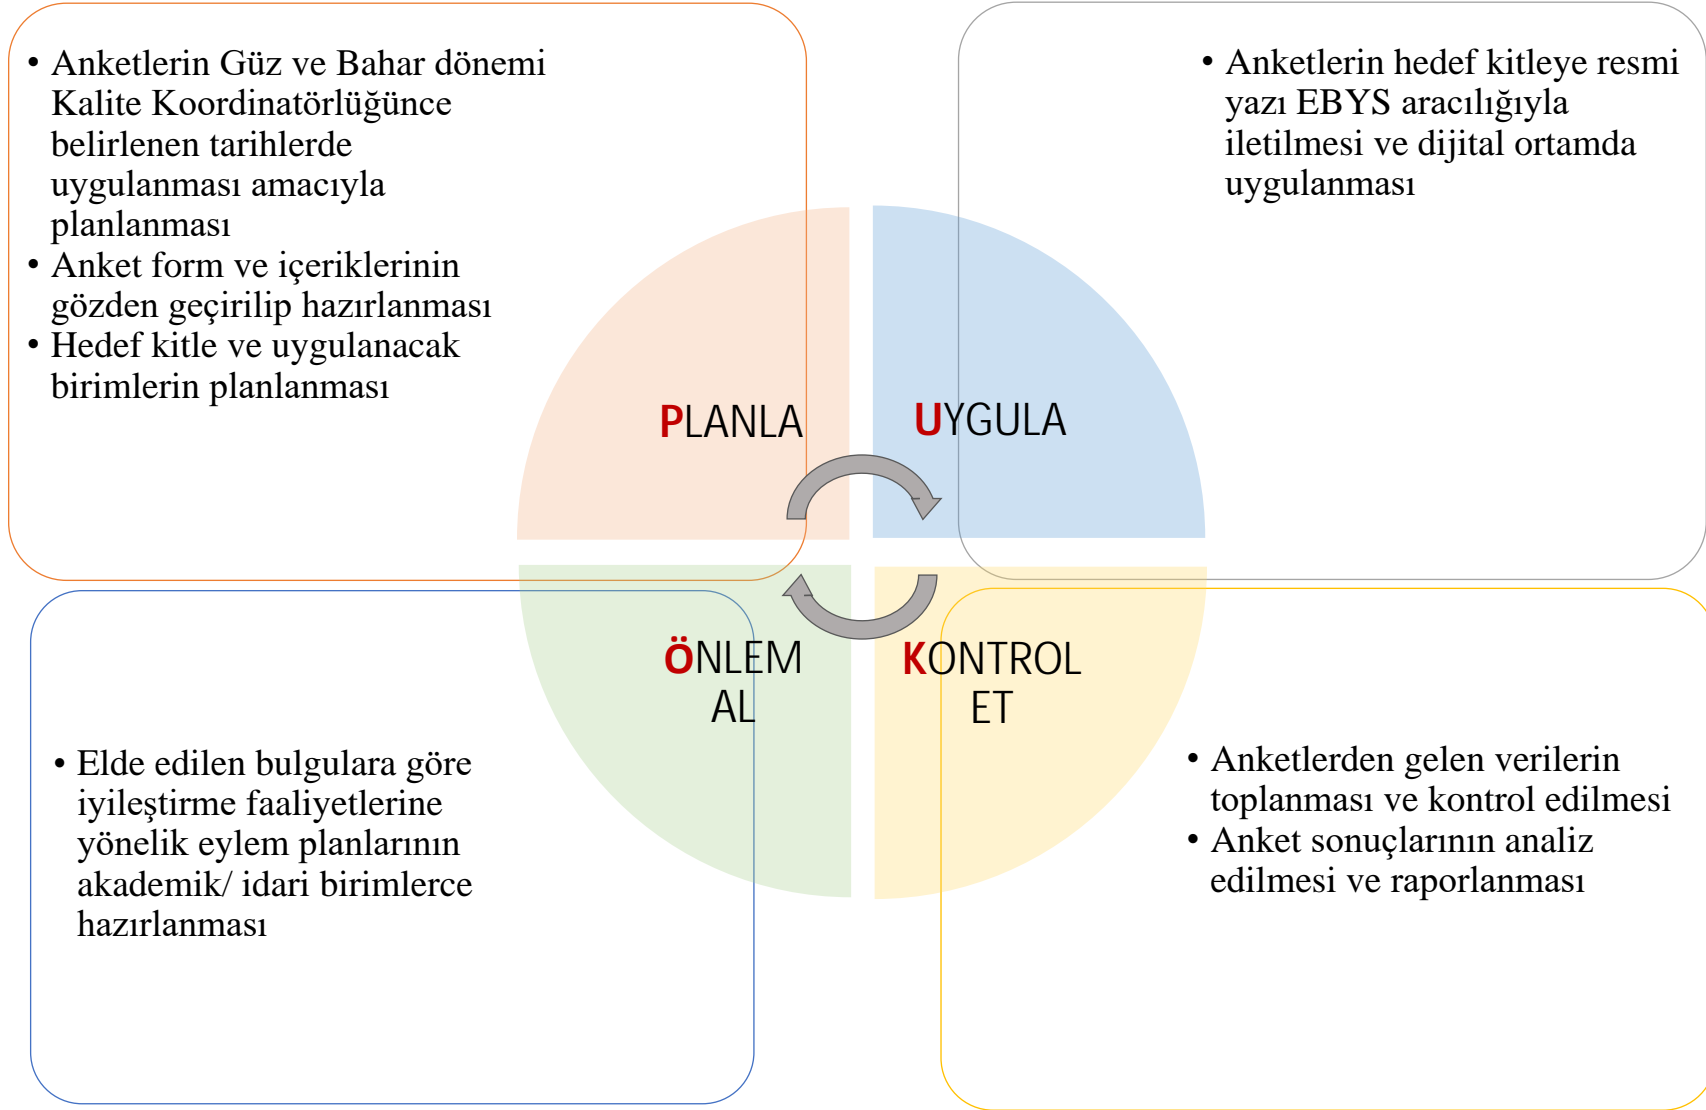 • Anketlerin Güz ve Bahar dönemi
Kalite Koordinatörlüğünce
belirlenen tarihlerde
uygulanması amacıyla
planlanması
• Anket form ve içeriklerinin
gözden geçirilip hazırlanması
• Hedef kitle ve uygulanacak
birimlerin planlanması
• Anketlerin hedef kitleye resmi
yazı EBYS aracılığıyla
iletilmesi ve dijital ortamda
uygulanması
PLANLA
UYGULA
ÖNLEM
AL
KONTROL
ET
• Elde edilen bulgulara göre
iyileştirme faaliyetlerine
yönelik eylem planlarının
akademik/ idari birimlerce
hazırlanması
• Anketlerden gelen verilerin
toplanması ve kontrol edilmesi
• Anket sonuçlarının analiz
edilmesi ve raporlanması